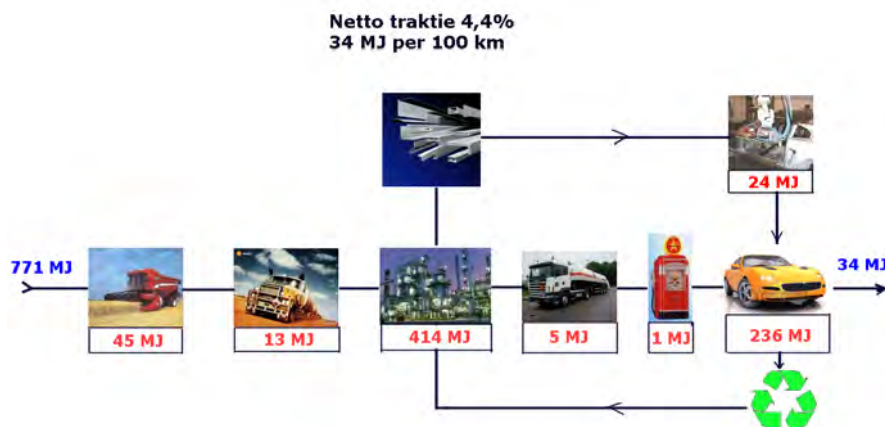 Netto traktie 4,4%
34 MJ per 100 km
24 MJ
771 MJ
34 MJ
45 MJ
13 MJ
414 MJ
5 MJ
1 MJ
236 MJ